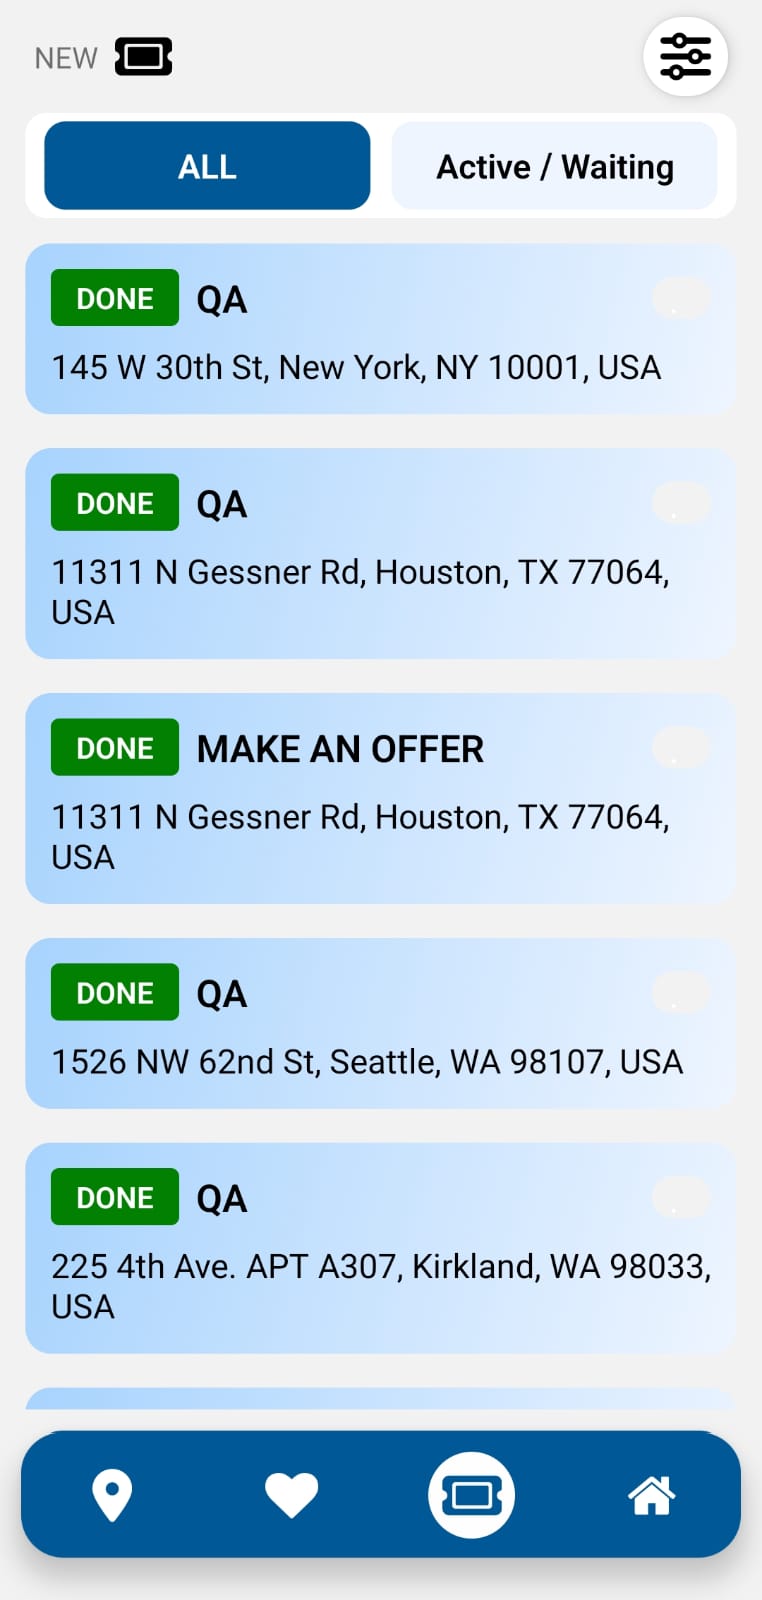 NEW
ALL
Active / Waiting
DONE QA
145 W 30th St, New York, NY 10001, USA
DONE QA
11311 N Gessner Rd, Houston, TX 77064,
USA
DONE MAKE AN OFFER
11311 N Gessner Rd, Houston, TX 77064,
USA
DONE QA
1526 NW 62nd St, Seattle, WA 98107, USA
DONE QA
225 4th Ave. APT A307, Kirkland, WA 98033,
USA